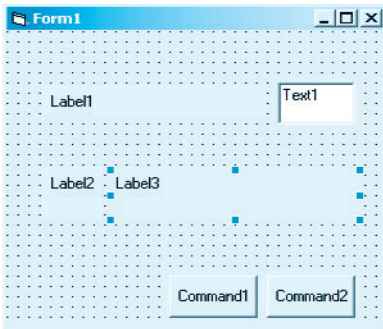 Form1
Label1 Text1
Label2 Label3
Command1 Command2